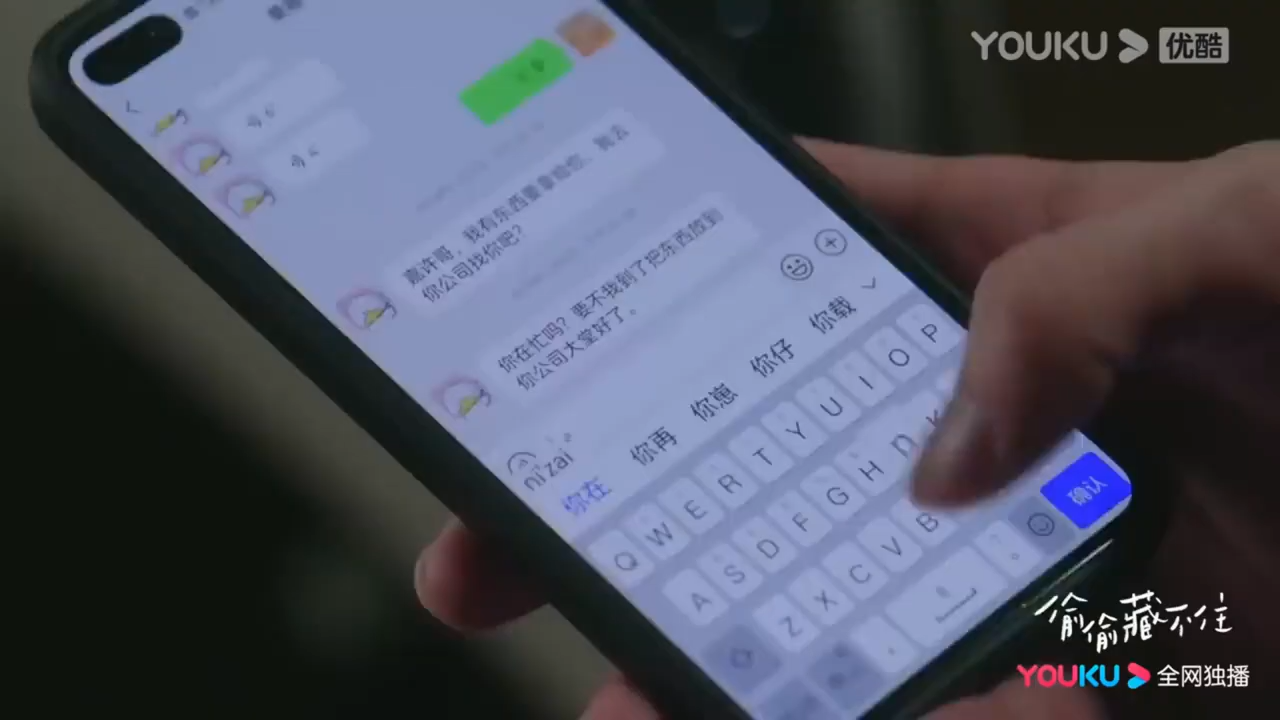 YOUKU 优酷
嘉许哥，我有东西要拿给你，我去
你公司找你吧？
你在忙吗？要不我到了把东西放到
你公司大堂好了。
ni'zai
你在 你再 你崽 你仔 你载
Q W E R T Y U I O P
A S D F G H K
Z X C V B
确认
偷偷藏不住
YOUKU 全网独播